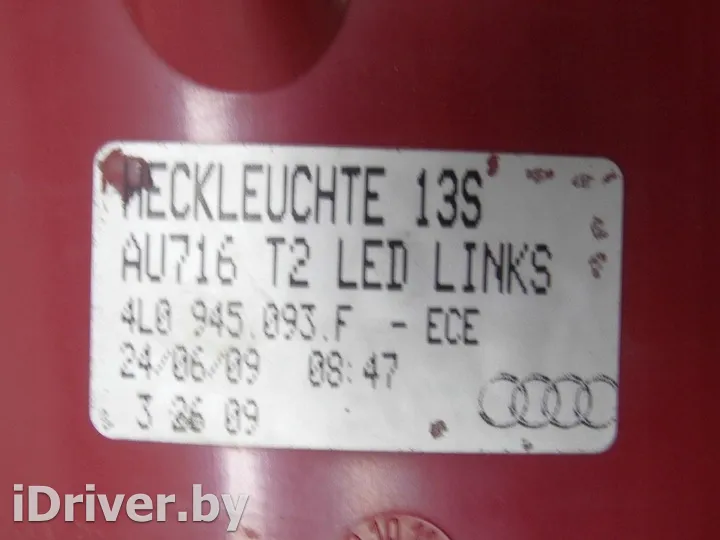 HECKLEUCHTE 13S
AU716 T2 LED LINKS
4L0 945.093.F - ECE
24/06/09 08:47
3 26 09
iDriver.by